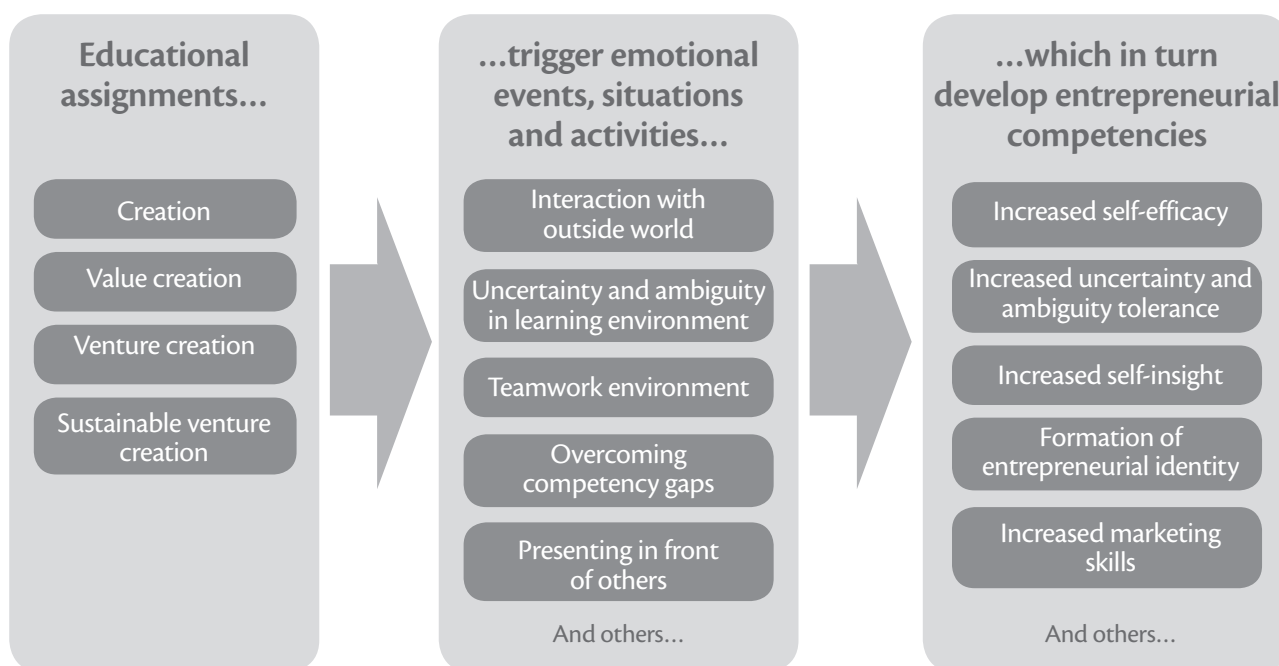 Educational
assignments...
Creation
Value creation
Venture creation
Sustainable venture
creation
...trigger emotional
events, situations
and activities...
Interaction with
outside world
Uncertainty and ambiguity
in learning environment
Teamwork environment
Overcoming
competency gaps
Presenting in front
of others
And others...
...which in turn
develop entrepreneurial
competencies
Increased self-efficacy
Increased uncertainty and
ambiguity tolerance
Increased self-insight
Formation of
entrepreneurial identity
Increased marketing
skills
And others...